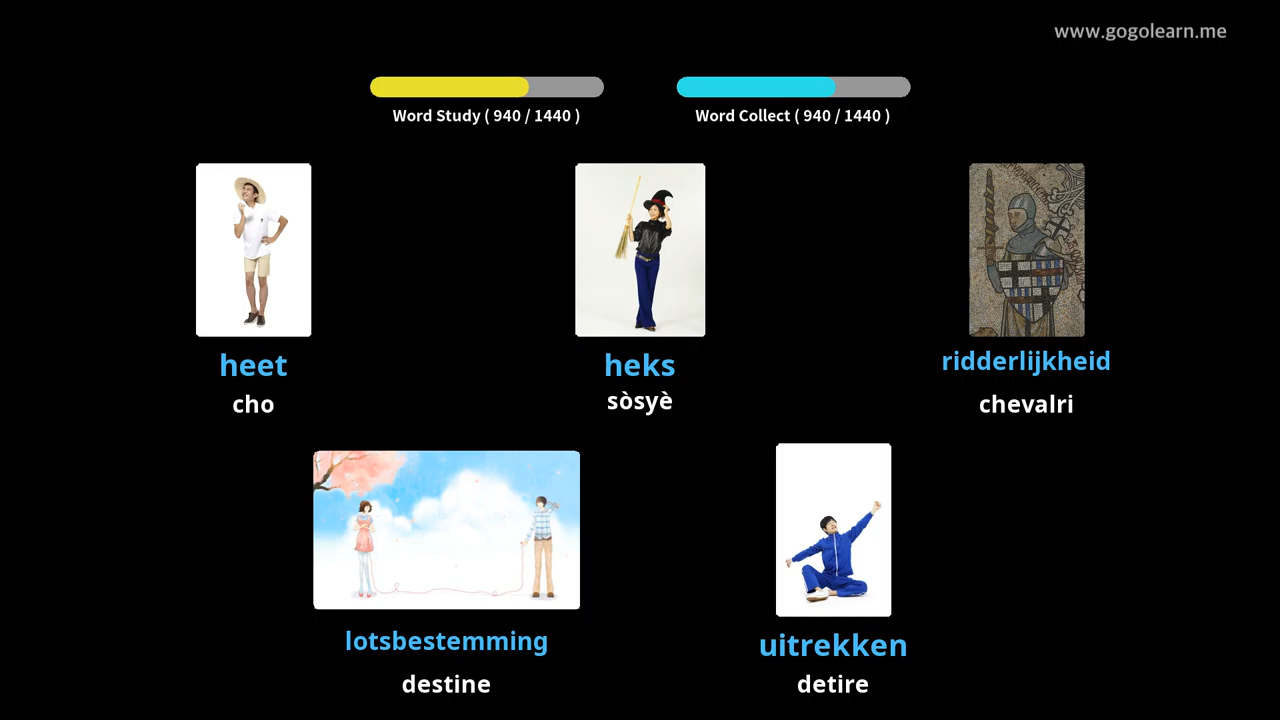 www.gogolearn.me
Word Study ( 940 / 1440 )
Word Collect ( 940 / 1440 )
heet
cho
heks
sòsyè
ridderlijkheid
chevalri
lotsbestemming
destine
uitrekken
detire